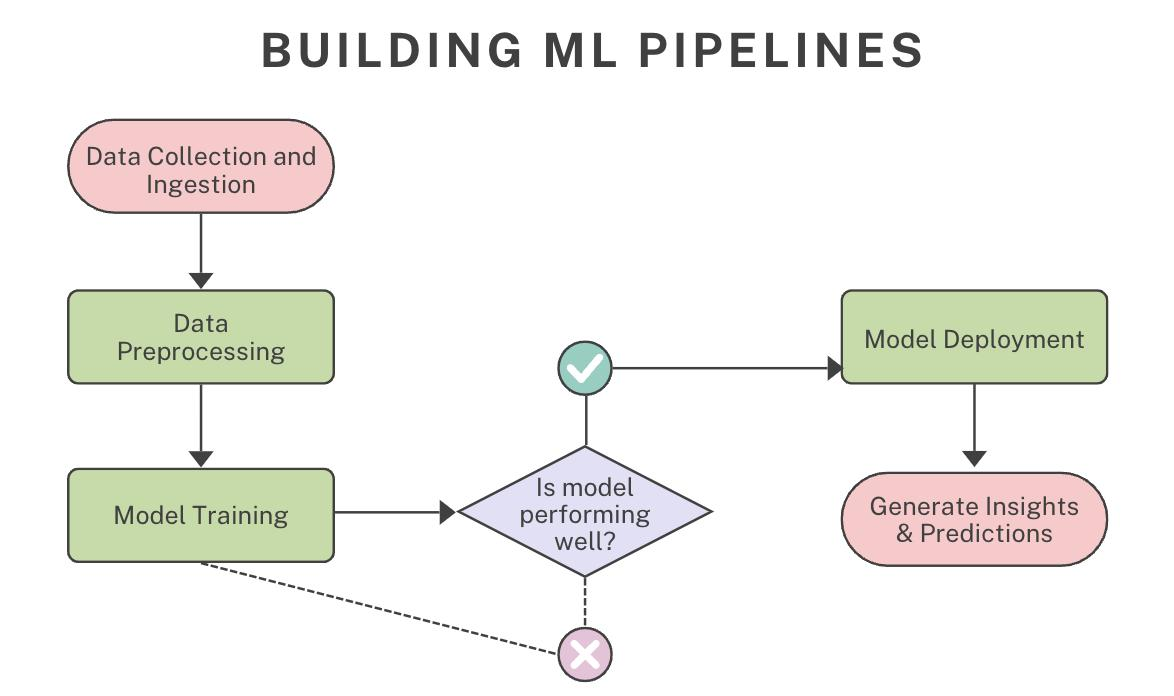 BUILDING ML PIPELINES
Data Collection and
Ingestion
Data
Preprocessing
Model Training
Is model
performing
well?
Model Deployment
Generate Insights
& Predictions